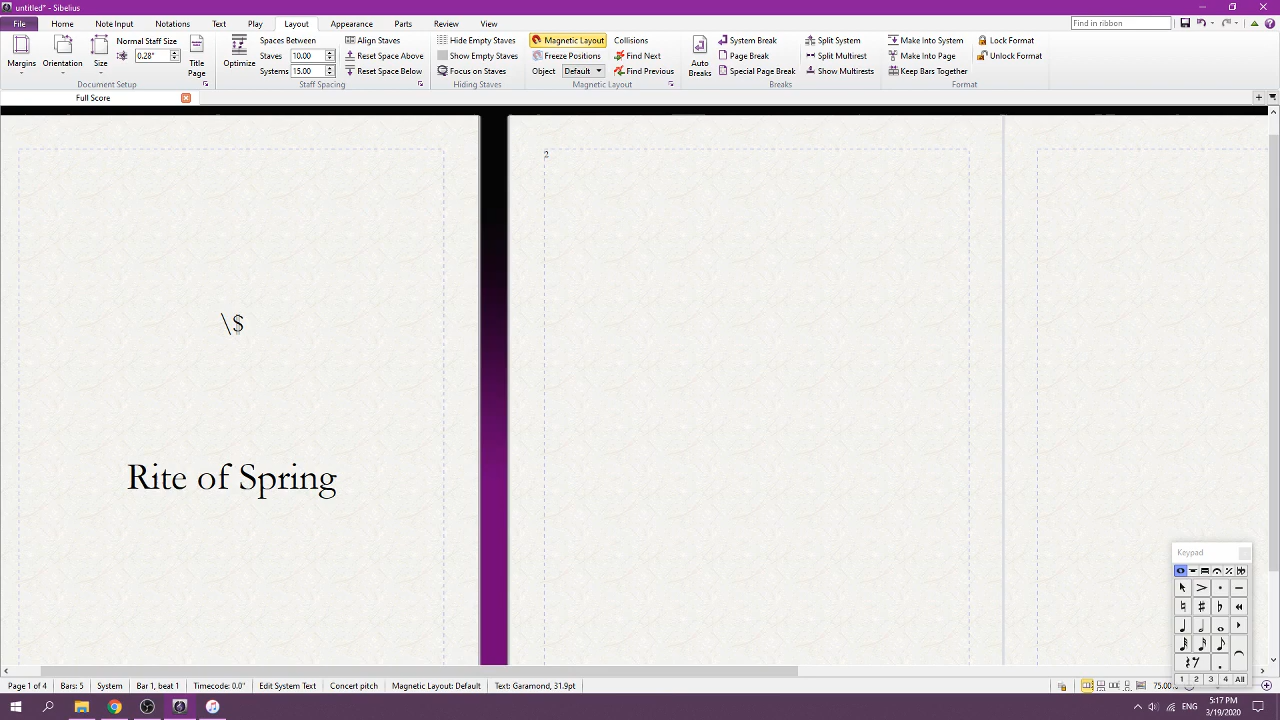 untitled* - Sibelius
File Home Note Input Notations Text Play Layout Appearance Parts Review View
Find in ribbon
Margins Orientation Size Normal Staff Size 0.28" Title Page
Document Setup
Optimize Spaces Between Staves 10.00 Systems 15.00 Align Staves Reset Space Above Reset Space Below
Staff Spacing
Hide Empty Staves Show Empty Staves Focus on Staves
Hiding Staves
Magnetic Layout Freeze Positions Object Default Collisions Find Next Find Previous
Magnetic Layout
Auto Breaks System Break Page Break Special Page Break Split System Split Multirest Show Multirests
Breaks
Make Into System Make Into Page Keep Bars Together Lock Format Unlock Format
Format
Full Score
2
\$
Rite of Spring
Keypad
1 2 3 4 All
Page 1 of 4 Bars: 5 System Bar 1, beat 1 Timecode: 0.0" Edit System Text Concert pitch Magnetic Layout: Default Text: Garamond, 31.9pt 75.00%
ENG 5:17 PM
3/19/2020